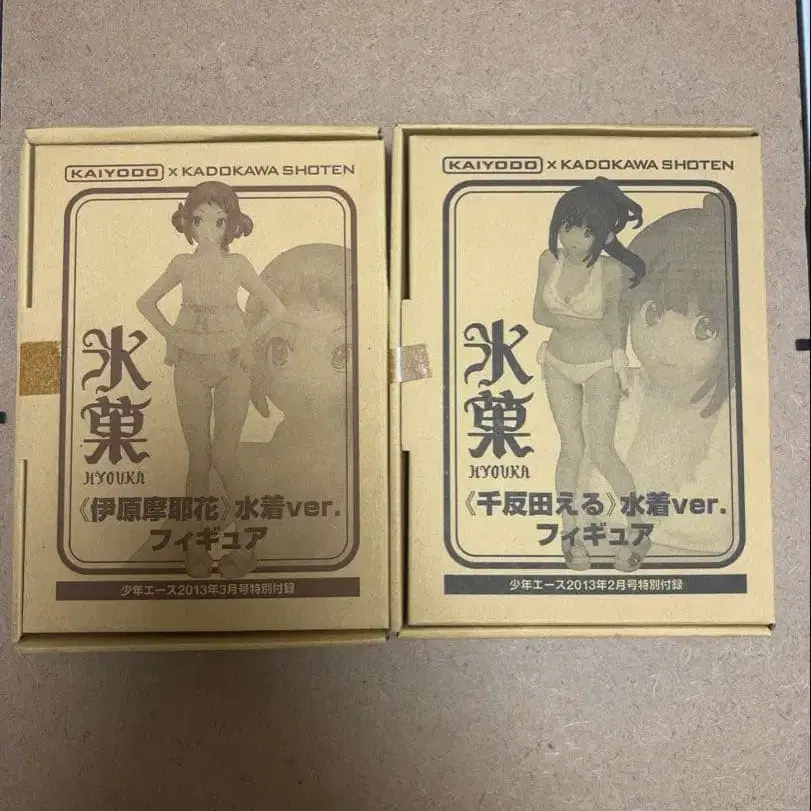 KAIYODO × KADOKAWA SHOTEN
氷菓
HYOUKA
《伊原摩耶花》水着ver.
フィギュア
少年エース2013年3月号特別付録
KAIYODO × KADOKAWA SHOTEN
氷菓
HYOUKA
《千反田える》水着ver.
フィギュア
少年エース2013年2月号特別付録